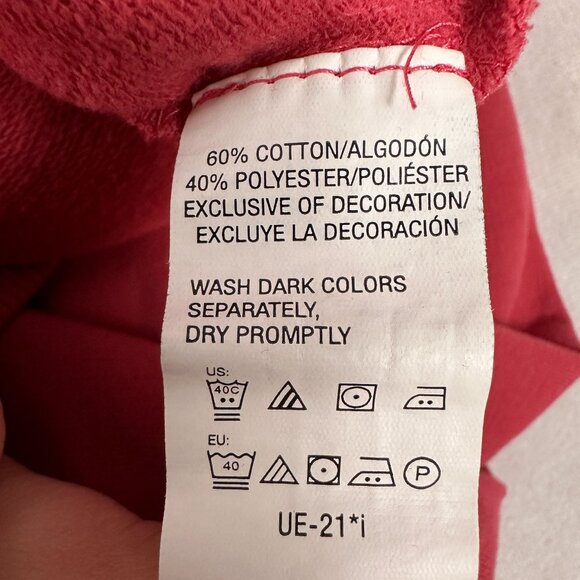 60% COTTON/ALGODÓN
40% POLYESTER/POLIÉSTER
EXCLUSIVE OF DECORATION/
EXCLUYE LA DECORACIÓN
WASH DARK COLORS
SEPARATELY,
DRY PROMPTLY
US:
40C
EU:
40 P
UE-21*i